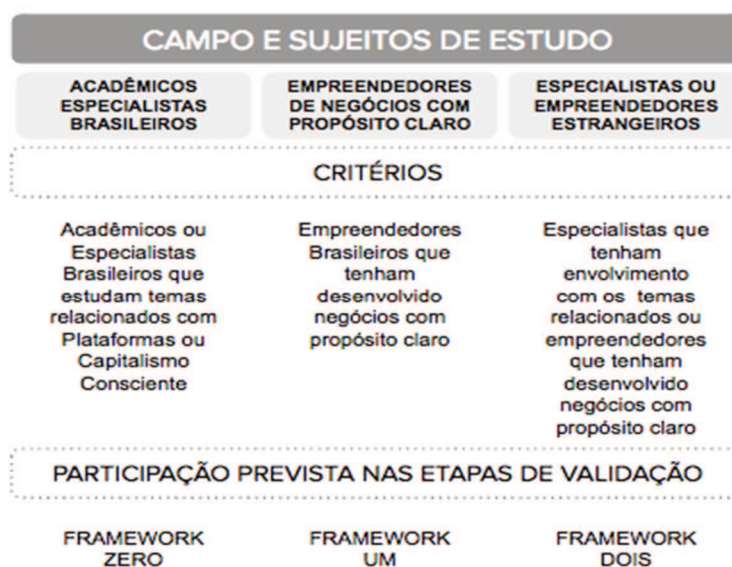 CAMPO E SUJEITOS DE ESTUDO
ACADÊMICOS
ESPECIALISTAS
BRASILEIROS
EMPREENDEDORES
DE NEGÓCIOS COM
PROPÓSITO CLARO
ESPECIALISTAS OU
EMPREENDEDORES
ESTRANGEIROS
CRITÉRIOS
Acadêmicos ou
Especialistas
Brasileiros que
estudam temas
relacionados com
Plataformas ou
Capitalismo
Consciente
Empreendedores
Brasileiros que
tenham
desenvolvido
negócios com
propósito claro
Especialistas que
tenham
envolvimento
com os temas
relacionados ou
empreendedores
que tenham
desenvolvido
negócios com
propósito claro
PARTICIPAÇÃO PREVISTA NAS ETAPAS DE VALIDAÇÃO
FRAMEWORK
ZERO
FRAMEWORK
UM
FRAMEWORK
DOIS